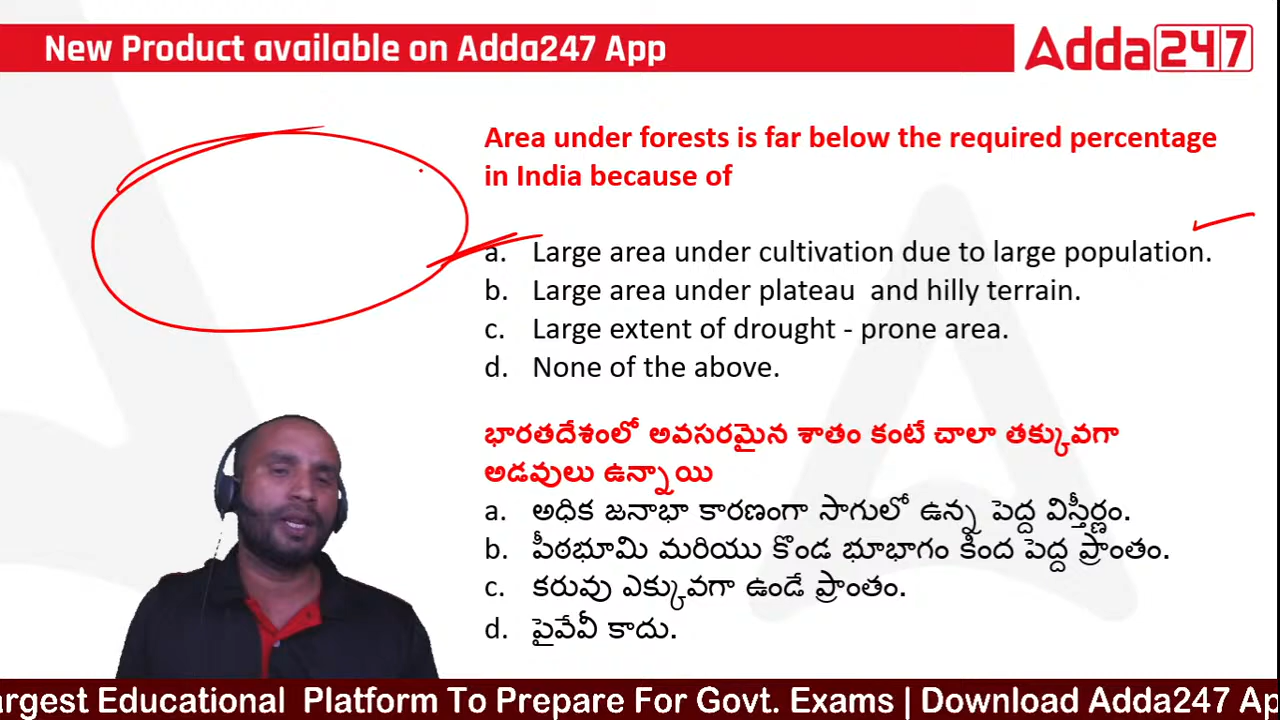 New Product available on Adda247 App
Adda247
Area under forests is far below the required percentage
in India because of
a. Large area under cultivation due to large population.
b. Large area under plateau and hilly terrain.
c. Large extent of drought - prone area.
d. None of the above.
భారతదేశంలో అవసరమైన శాతం కంటే చాలా తక్కువగా
అడవులు ఉన్నాయి
a. అధిక జనాభా కారణంగా సాగులో ఉన్న పెద్ద విస్తీర్ణం.
b. పీఠభూమి మరియు కొండ భూభాగం కింద పెద్ద ప్రాంతం.
c. కరువు ఎక్కువగా ఉండే ప్రాంతం.
d. పైవేవీ కాదు.
argest Educational Platform To Prepare For Govt. Exams | Download Adda247 Ap